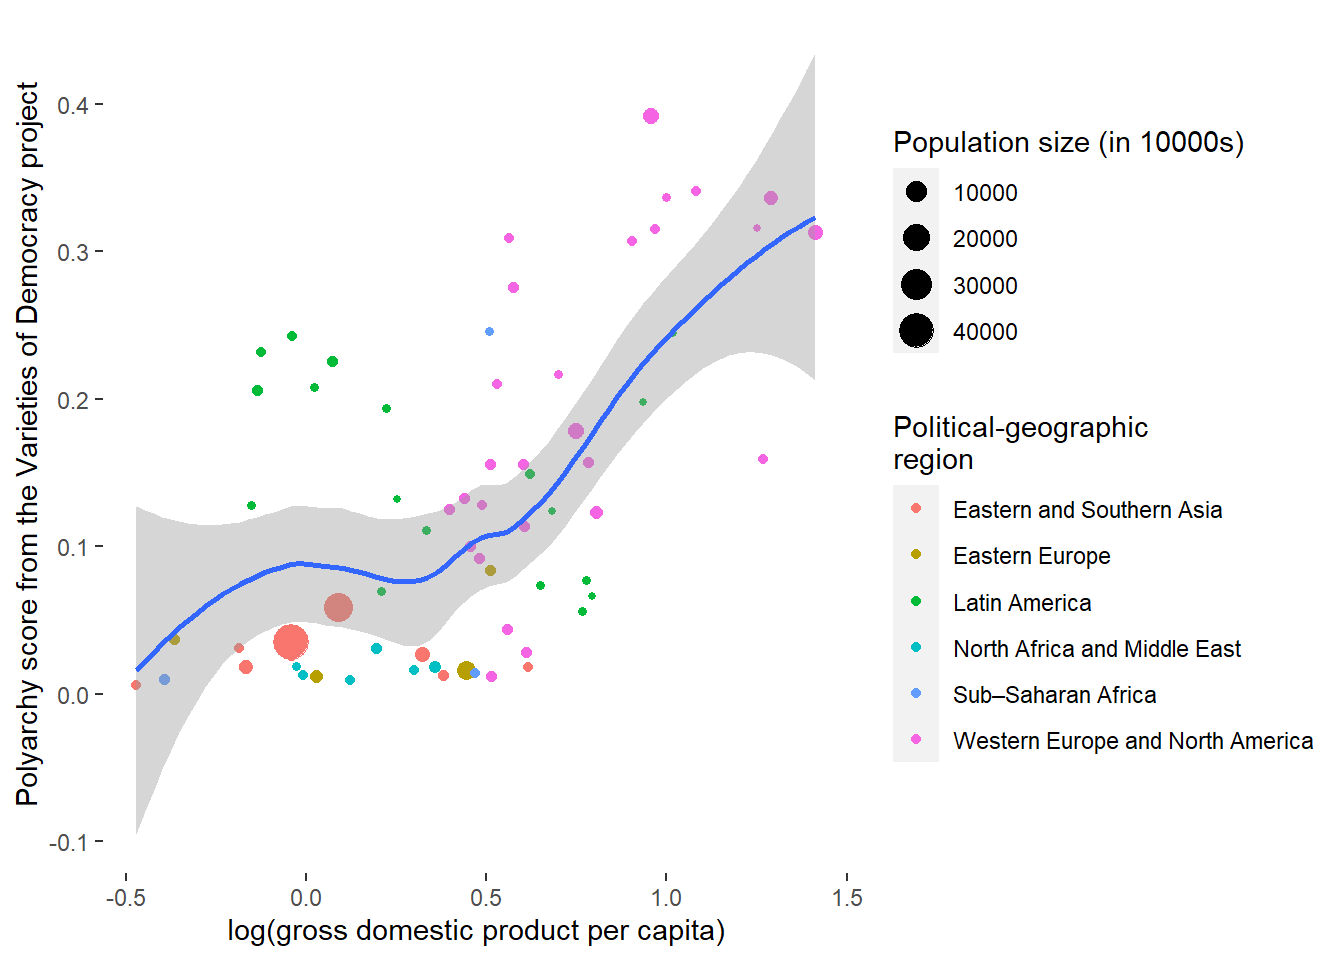 Polyarchy score from the Varieties of Democracy project
0.4
0.3
0.2
0.1
0.0
-0.1
-0.5
0.0
0.5
1.0
1.5
log(gross domestic product per capita)
Population size (in 10000s)
10000
20000
30000
40000
Political-geographic
region
Eastern and Southern Asia
Eastern Europe
Latin America
North Africa and Middle East
Sub–Saharan Africa
Western Europe and North America